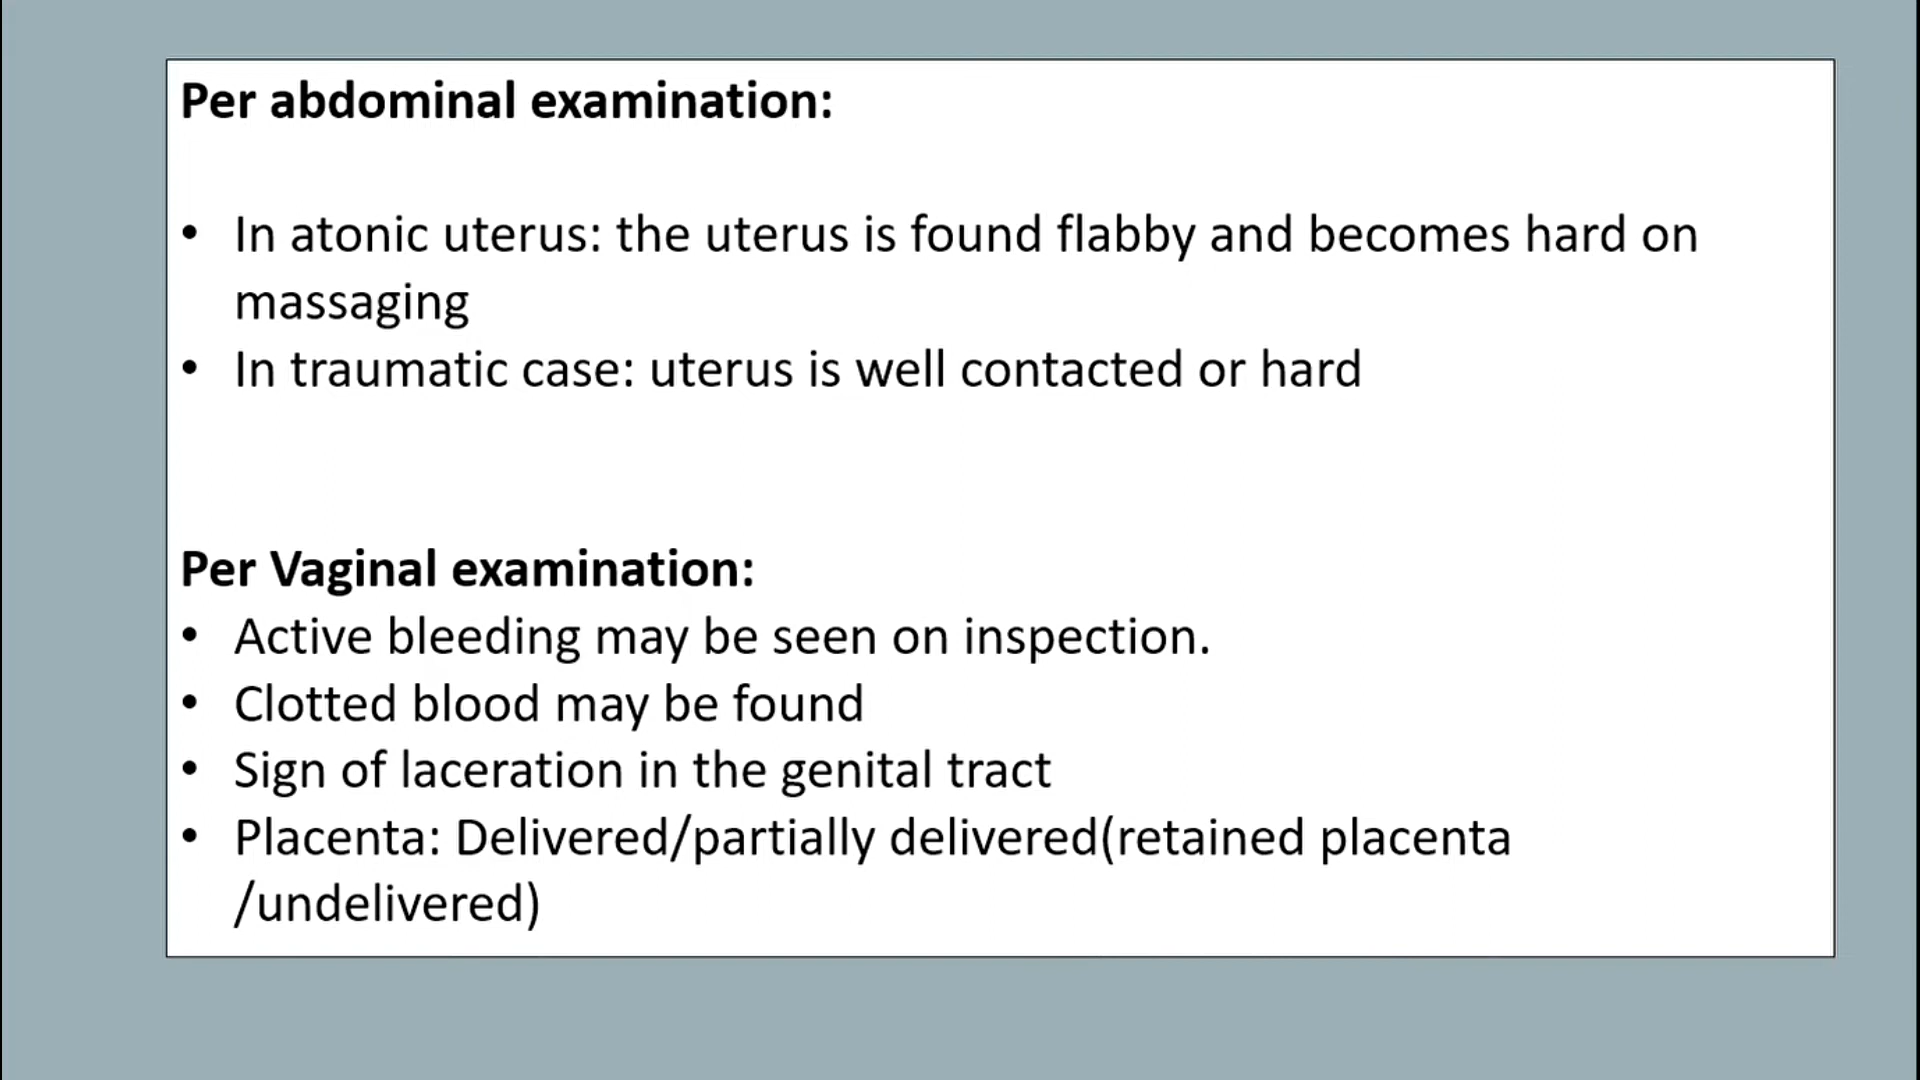 Per abdominal examination:
• In atonic uterus: the uterus is found flabby and becomes hard on
massaging
• In traumatic case: uterus is well contacted or hard
Per Vaginal examination:
• Active bleeding may be seen on inspection.
• Clotted blood may be found
• Sign of laceration in the genital tract
• Placenta: Delivered/partially delivered(retained placenta
/undelivered)